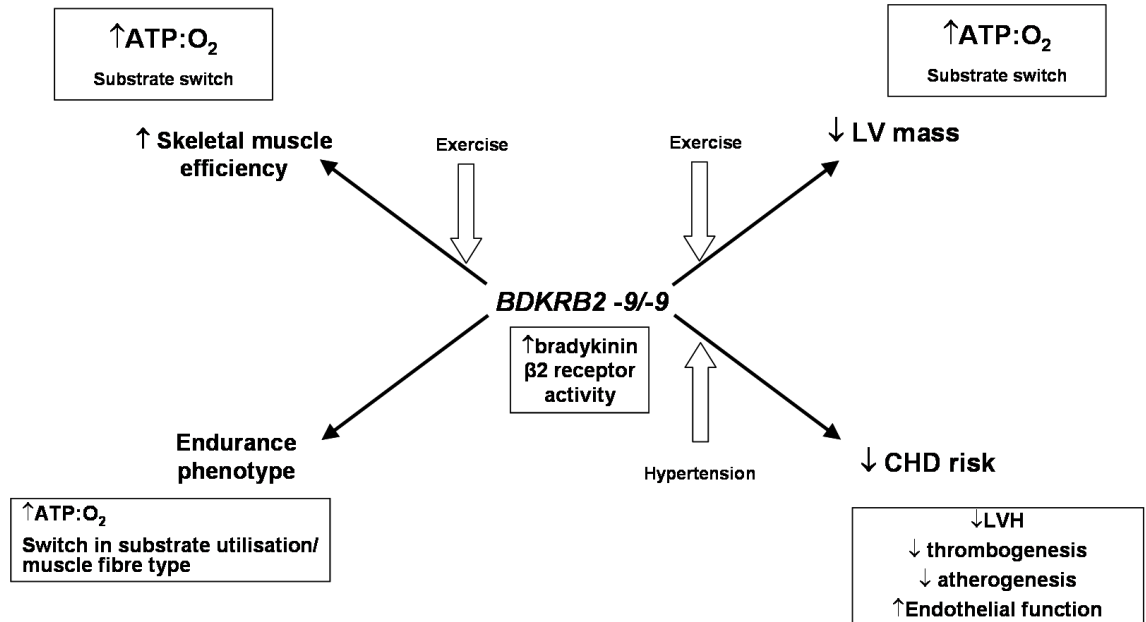 ↑ATP:O₂
Substrate switch
↑ATP:O₂
Substrate switch
↑ Skeletal muscle
efficiency
Exercise
Exercise
↓ LV mass
BDKRB2 -9/-9
↑bradykinin
β2 receptor
activity
Endurance
phenotype
Hypertension
↓ CHD risk
↑ATP:O₂
Switch in substrate utilisation/
muscle fibre type
↓LVH
↓ thrombogenesis
↓ atherogenesis
↑Endothelial function